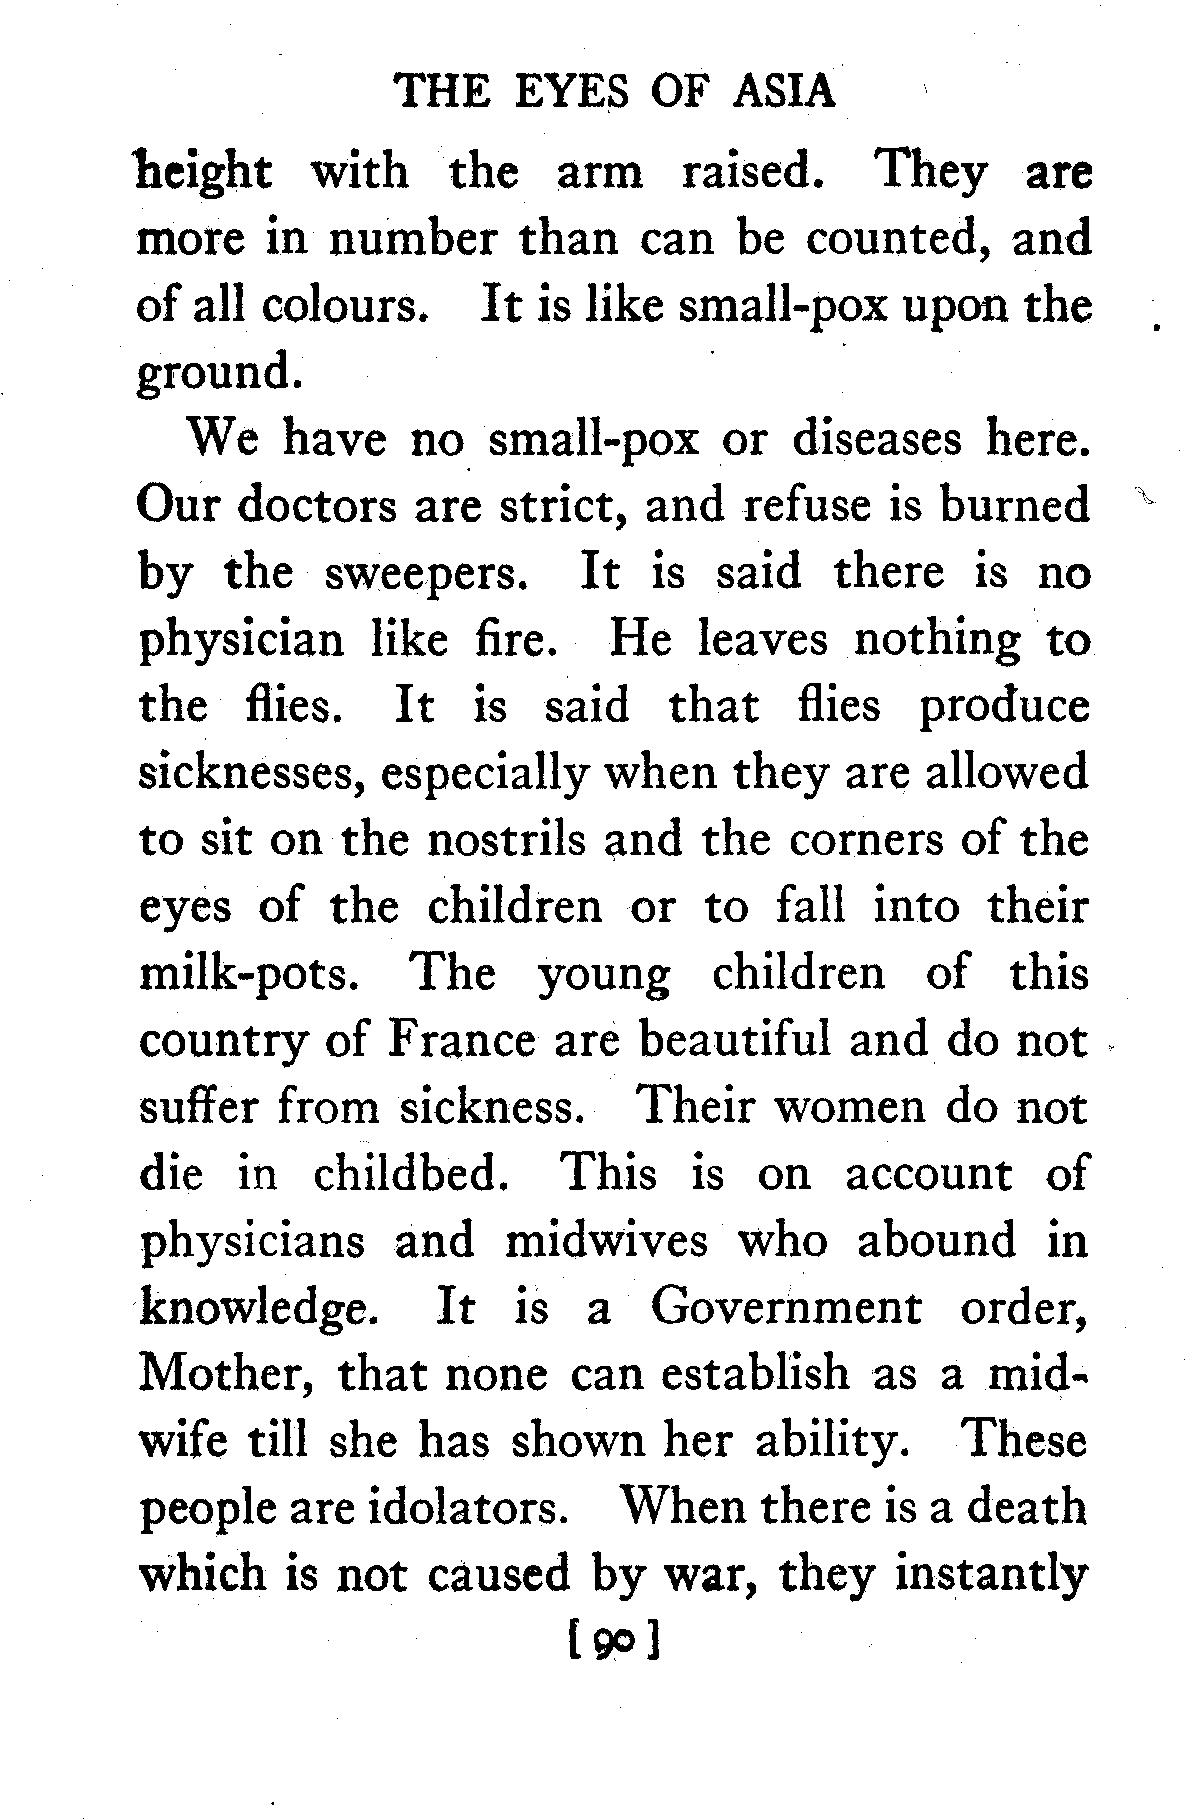 THE EYES OF ASIA
height with the arm raised. They are
more in number than can be counted, and
of all colours. It is like small-pox upon the
ground.
We have no small-pox or diseases here.
Our doctors are strict, and refuse is burned
by the sweepers. It is said there is no
physician like fire. He leaves nothing to
the flies. It is said that flies produce
sicknesses, especially when they are allowed
to sit on the nostrils and the corners of the
eyes of the children or to fall into their
milk-pots. The young children of this
country of France are beautiful and do not
suffer from sickness. Their women do not
die in childbed. This is on account of
physicians and midwives who abound in
knowledge. It is a Government order,
Mother, that none can establish as a mid-
wife till she has shown her ability. These
people are idolators. When there is a death
which is not caused by war, they instantly
[ 90 ]